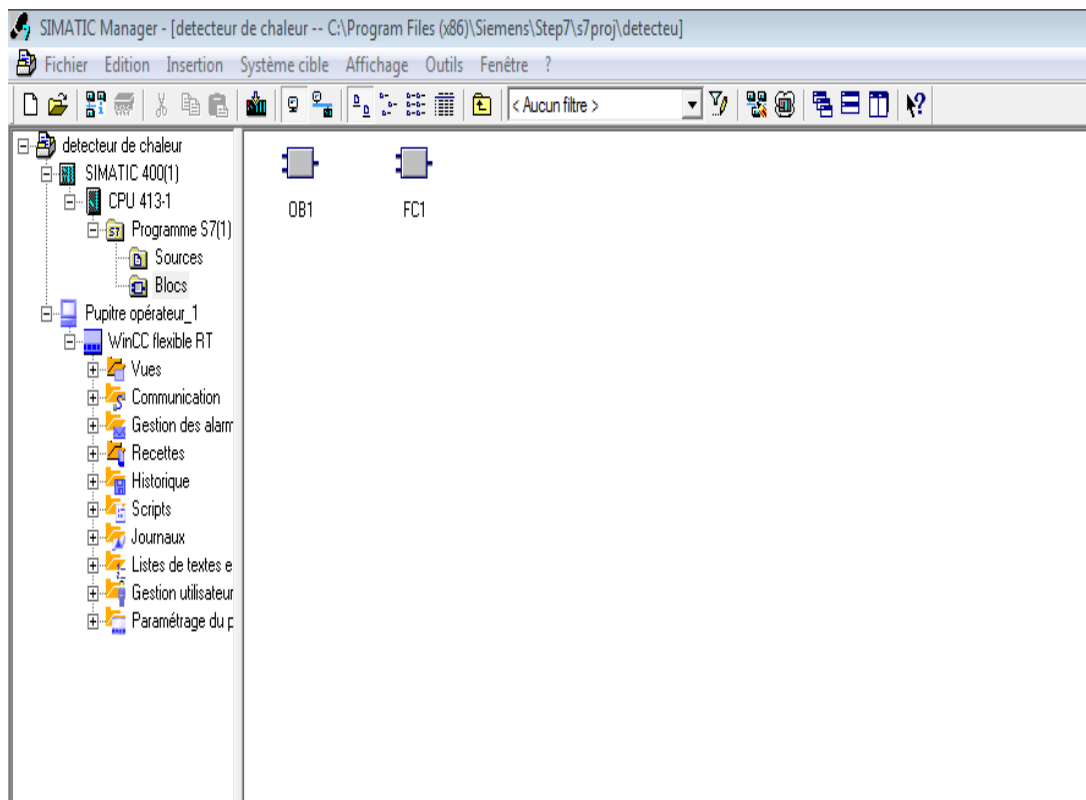 SIMATIC Manager - [detecteur de chaleur -- C:\Program Files (x86)\Siemens\Step7\s7proj\detecteu]
Fichier Edition Insertion Système cible Affichage Outils Fenêtre ?
< Aucun filtre >
detecteur de chaleur
SIMATIC 400(1)
CPU 413-1
Programme S7(1)
Sources
Blocs
Pupitre opérateur_1
WinCC flexible RT
Vues
Communication
Gestion des alarm
Recettes
Historique
Scripts
Journaux
Listes de textes e
Gestion utilisateur
Paramétrage du p
OB1 FC1